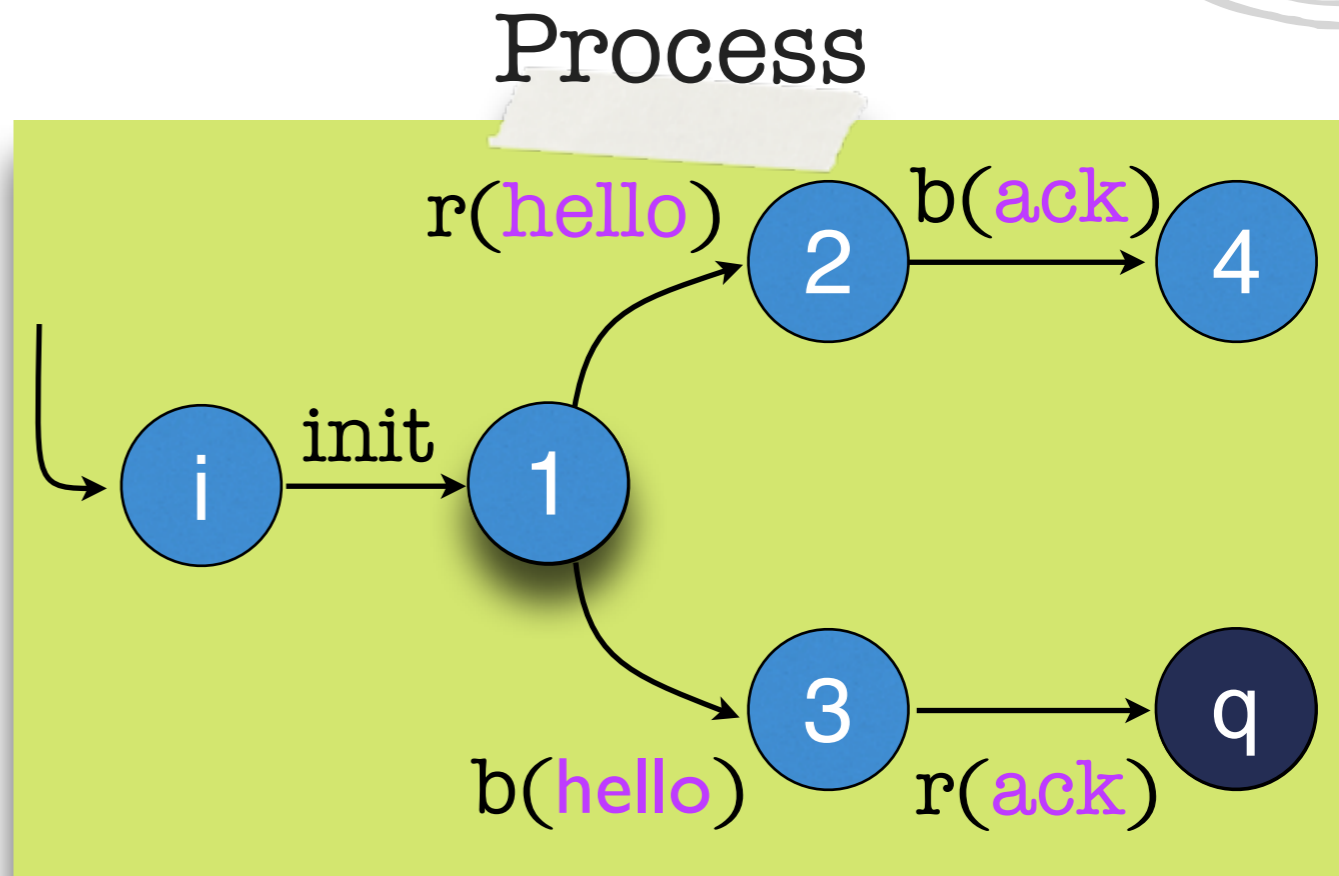 Process
r(hello)
b(ack)
2
4
init
i
1
3
q
b(hello)
r(ack)